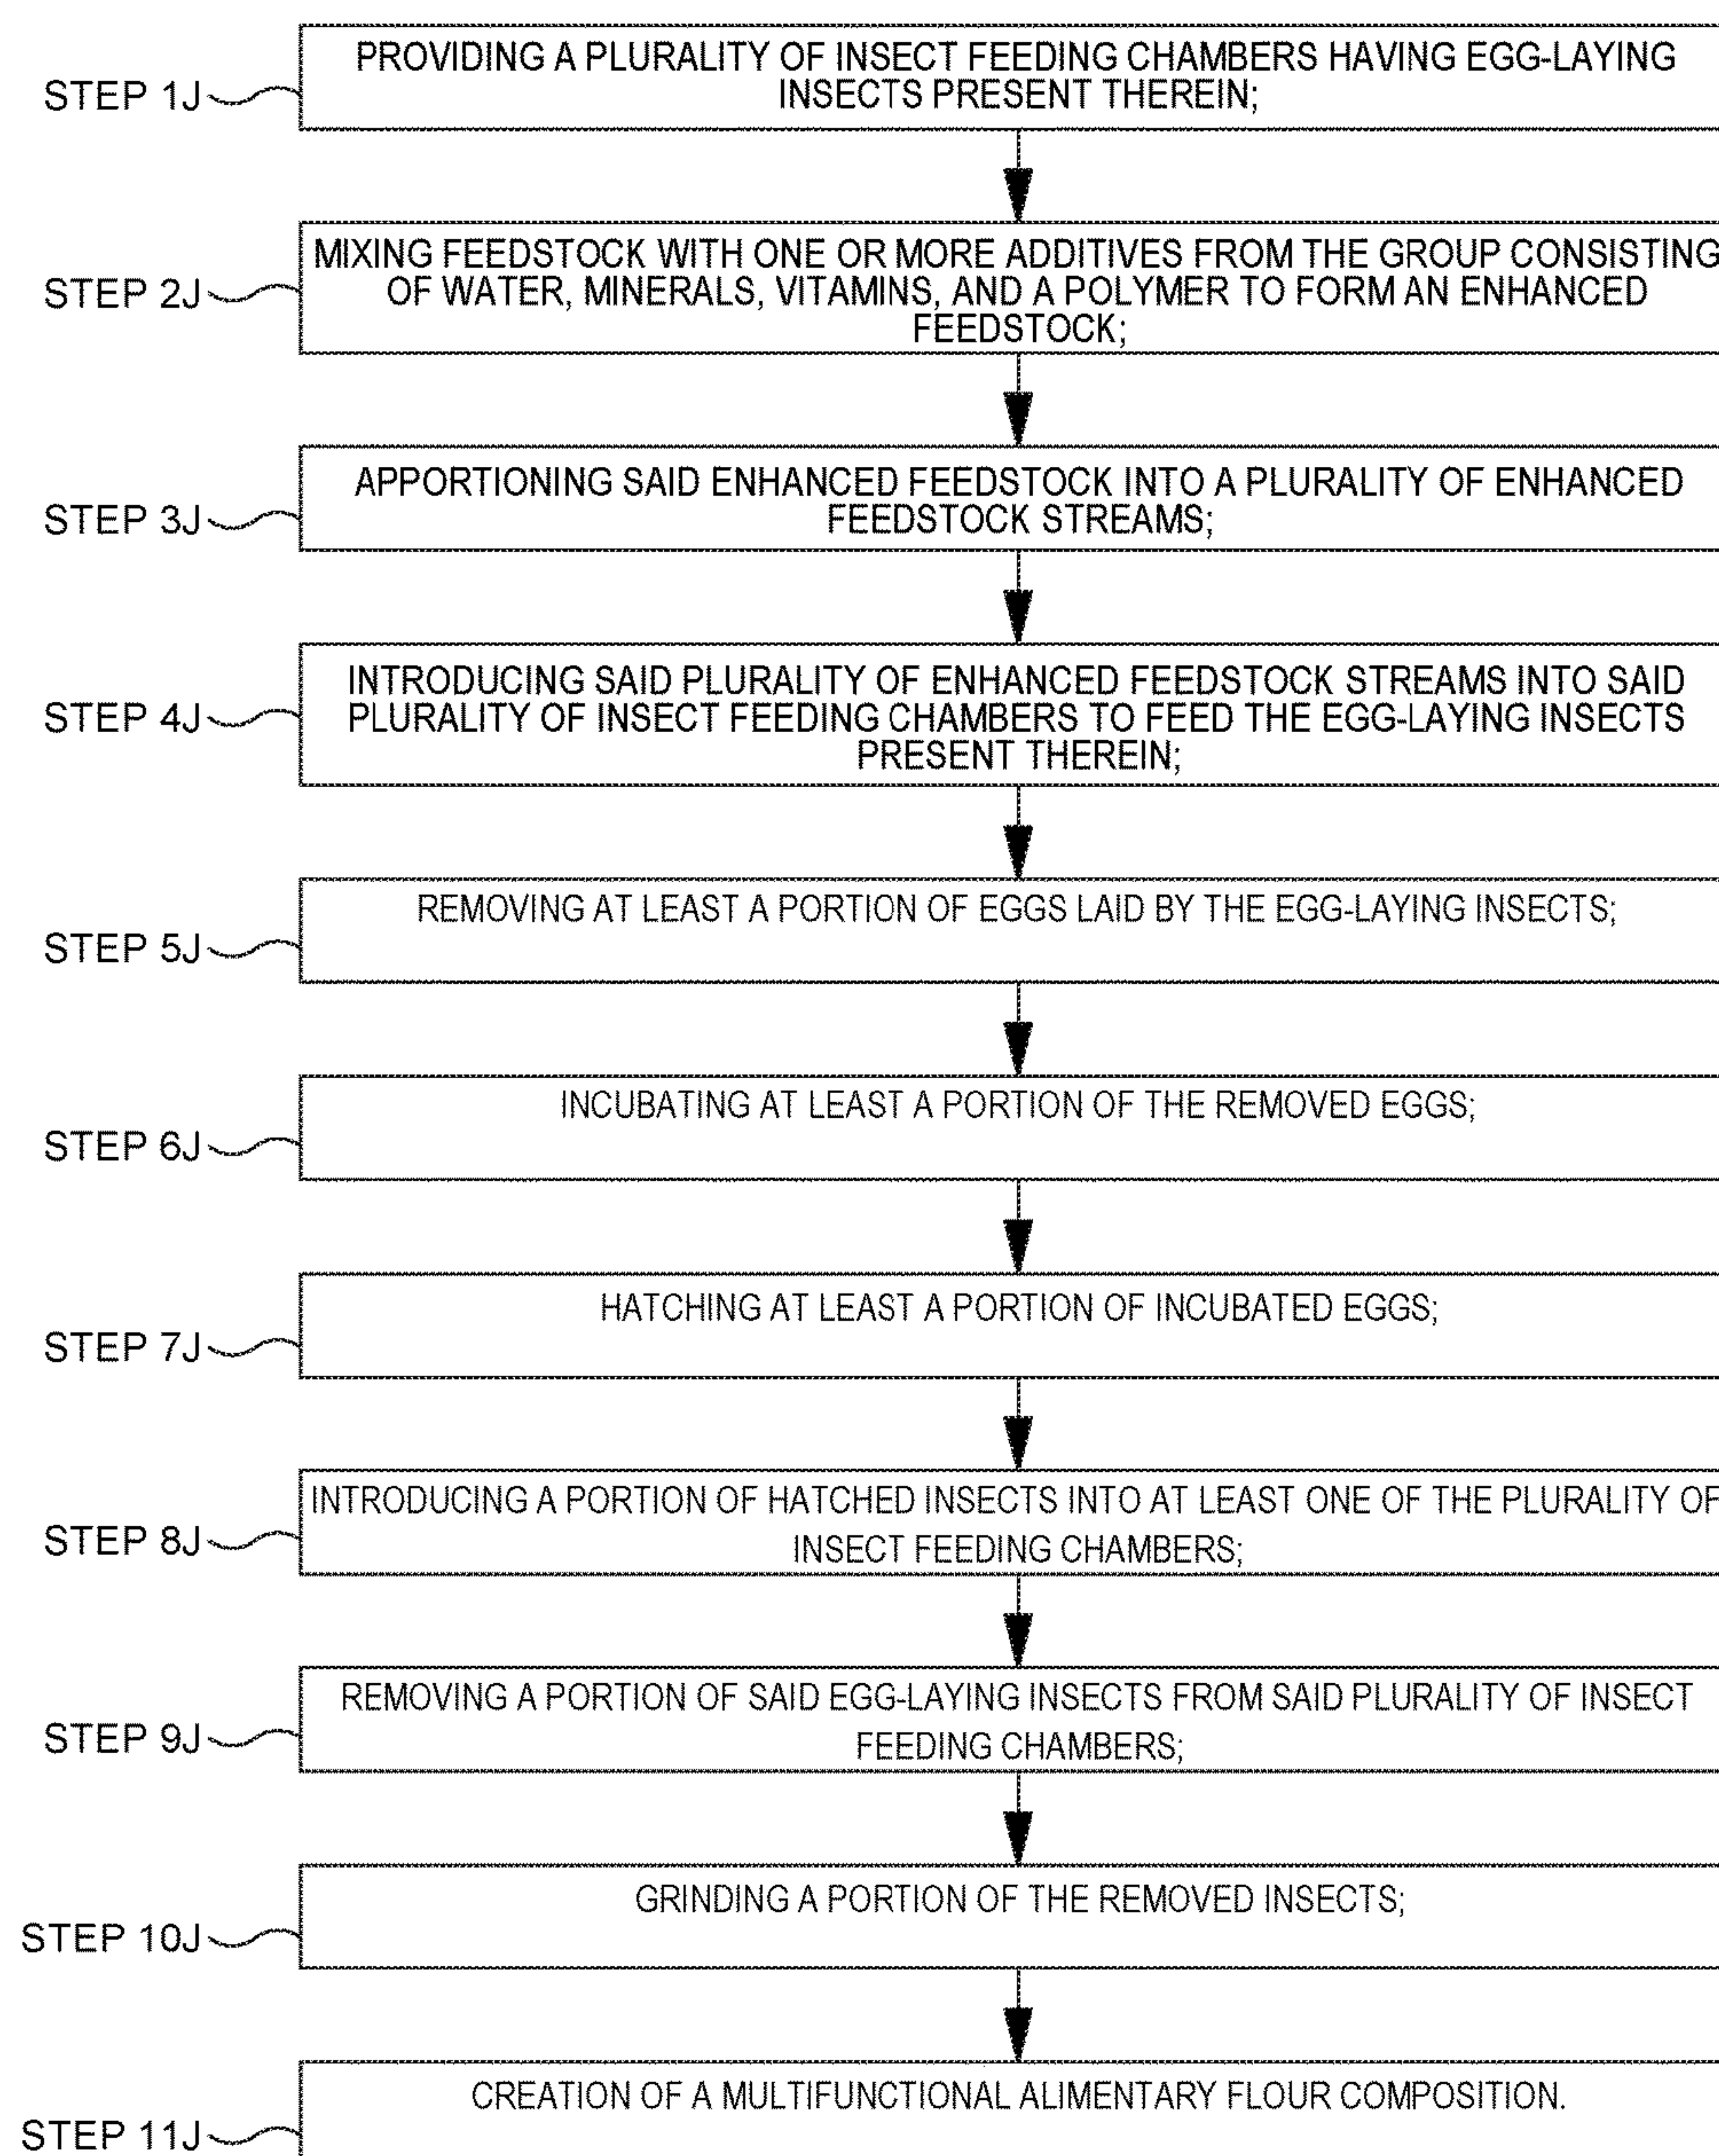 PROVIDING A PLURALITY OF INSECT FEEDING CHAMBERS HAVING EGG-LAYING
INSECTS PRESENT THEREIN;
STEP 1J
MIXING FEEDSTOCK WITH ONE OR MORE ADDITIVES FROM THE GROUP CONSISTING
OF WATER, MINERALS, VITAMINS, AND A POLYMER TO FORM AN ENHANCED
FEEDSTOCK;
STEP 2J
APPORTIONING SAID ENHANCED FEEDSTOCK INTO A PLURALITY OF ENHANCED
FEEDSTOCK STREAMS;
STEP 3J
INTRODUCING SAID PLURALITY OF ENHANCED FEEDSTOCK STREAMS INTO SAID
PLURALITY OF INSECT FEEDING CHAMBERS TO FEED THE EGG-LAYING INSECTS
PRESENT THEREIN;
STEP 4J
REMOVING AT LEAST A PORTION OF EGGS LAID BY THE EGG-LAYING INSECTS;
STEP 5J
INCUBATING AT LEAST A PORTION OF THE REMOVED EGGS;
STEP 6J
HATCHING AT LEAST A PORTION OF INCUBATED EGGS;
STEP 7J
INTRODUCING A PORTION OF HATCHED INSECTS INTO AT LEAST ONE OF THE PLURALITY OF
INSECT FEEDING CHAMBERS;
STEP 8J
REMOVING A PORTION OF SAID EGG-LAYING INSECTS FROM SAID PLURALITY OF INSECT
FEEDING CHAMBERS;
STEP 9J
GRINDING A PORTION OF THE REMOVED INSECTS;
STEP 10J
CREATION OF A MULTIFUNCTIONAL ALIMENTARY FLOUR COMPOSITION.
STEP 11J